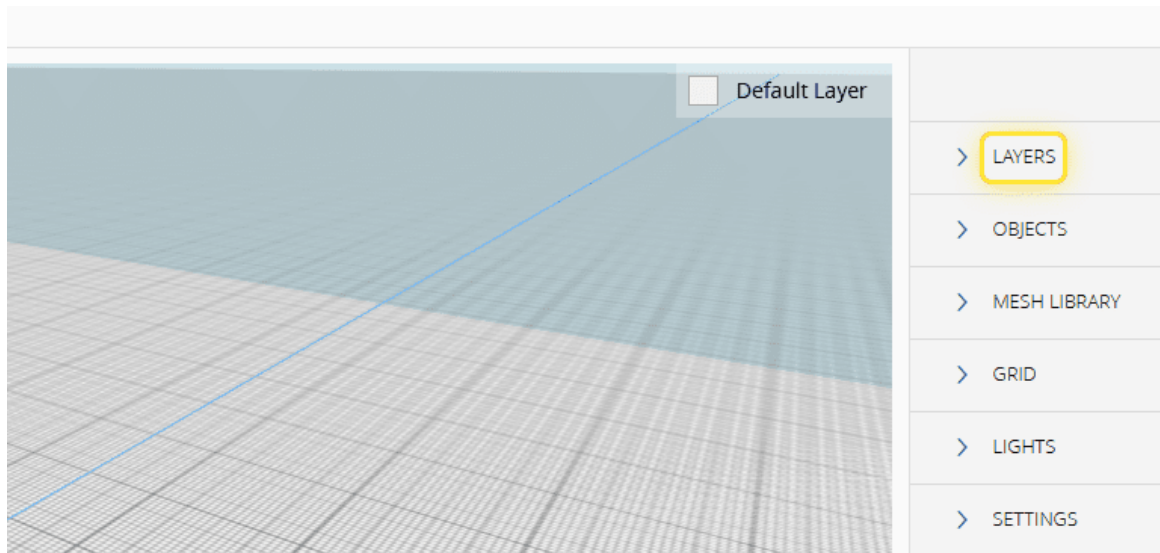 Default Layer
LAYERS
OBJECTS
MESH LIBRARY
GRID
LIGHTS
SETTINGS